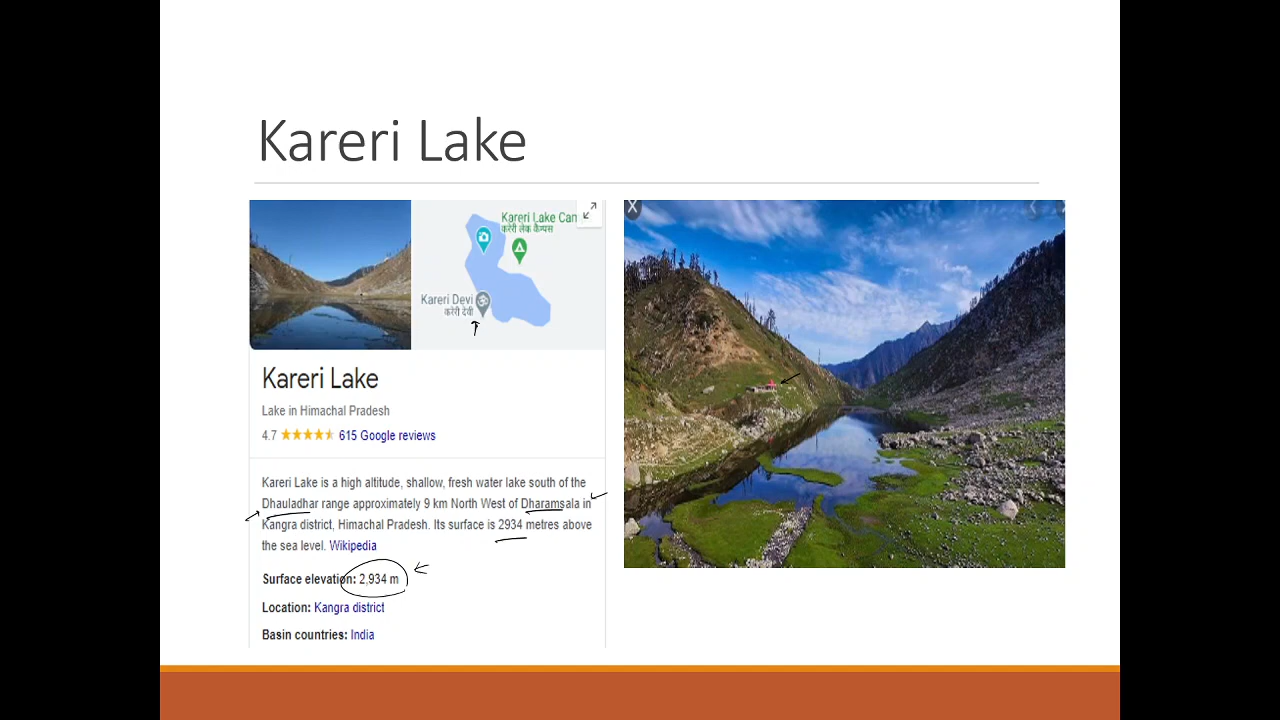 Kareri Lake
Kareri Lake Cam
करेरी लेक कैम्पस
Kareri Devi
करेरी देवी
Kareri Lake
Lake in Himachal Pradesh
4.7 615 Google reviews
Kareri Lake is a high altitude, shallow, fresh water lake south of the
Dhauladhar range approximately 9 km North West of Dharamsala in
Kangra district, Himachal Pradesh. Its surface is 2934 metres above
the sea level. Wikipedia
Surface elevation: 2,934 m
Location: Kangra district
Basin countries: India